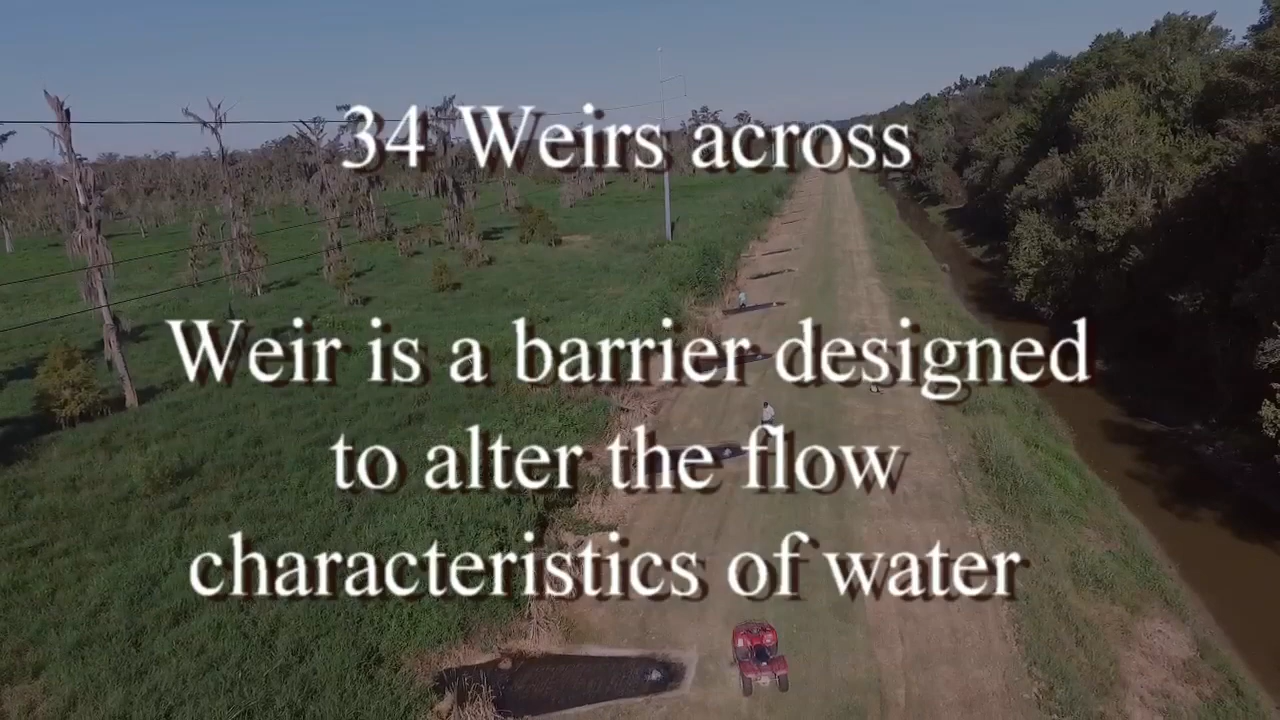 34 Weirs across
Weir is a barrier designed
to alter the flow
characteristics of water